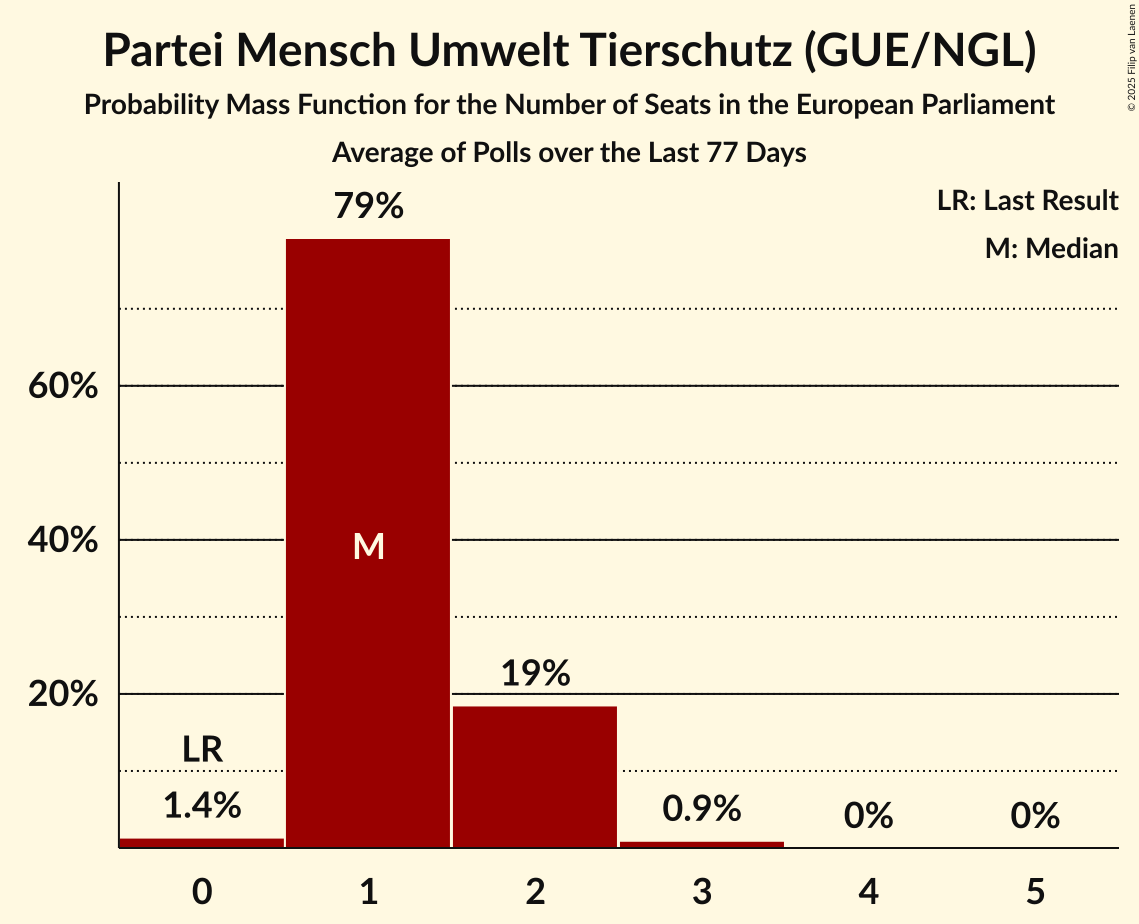 Partei Mensch Umwelt Tierschutz (GUE/NGL)
Probability Mass Function for the Number of Seats in the European Parliament
Average of Polls over the Last 77 Days
© 2025 Filip van Laenen
LR: Last Result
M: Median
79%
60%
M
40%
19%
20%
LR
1.4%
0.9%
0%
0%
0 1 2 3 4 5